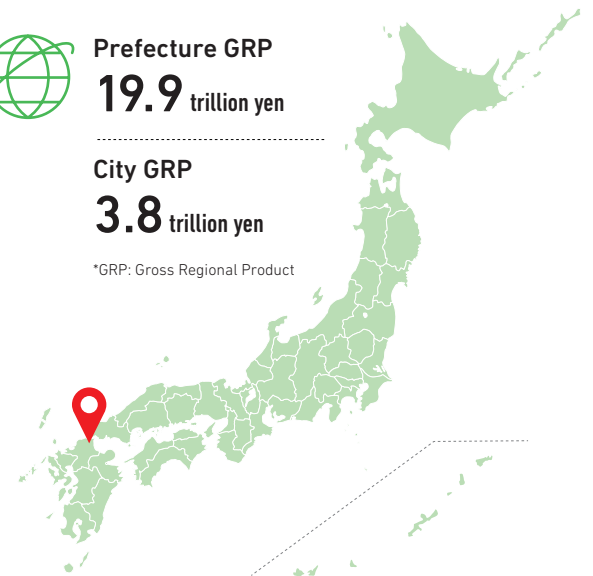 Prefecture GRP
19.9 trillion yen
City GRP
3.8 trillion yen
*GRP: Gross Regional Product